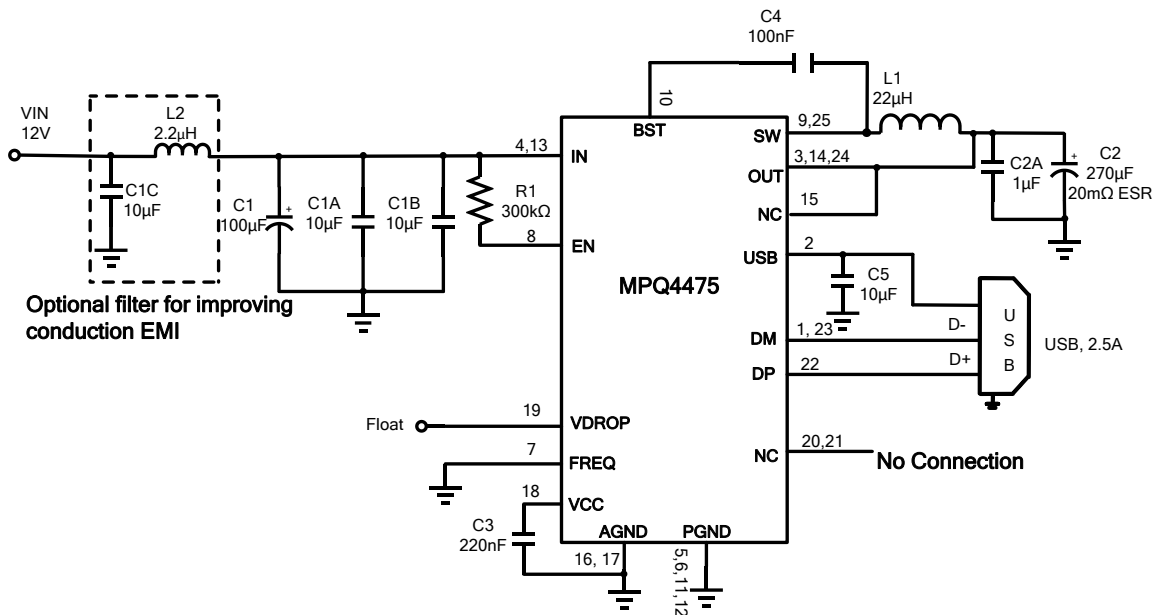 C4
100nF
L1
22μH
10
BST
VIN
12V
L2
2.2μH
C1C
10μF
C1
100μF
C1A
10μF
C1B
10μF
R1
300kΩ
4,13
IN
8
EN
SW
9,25
3,14,24
OUT
15
NC
C2A
1μF
C2
270μF
20mΩ ESR
+
+
USB
2
C5
10μF
MPQ4475
Optional filter for improving
conduction EMI
DM
1, 23
D-
DP
22
D+
U
S
B
USB, 2.5A
Float
19
VDROP
7
FREQ
NC
20,21
No Connection
18
VCC
C3
220nF
AGND
PGND
16, 17
5,6,11,12